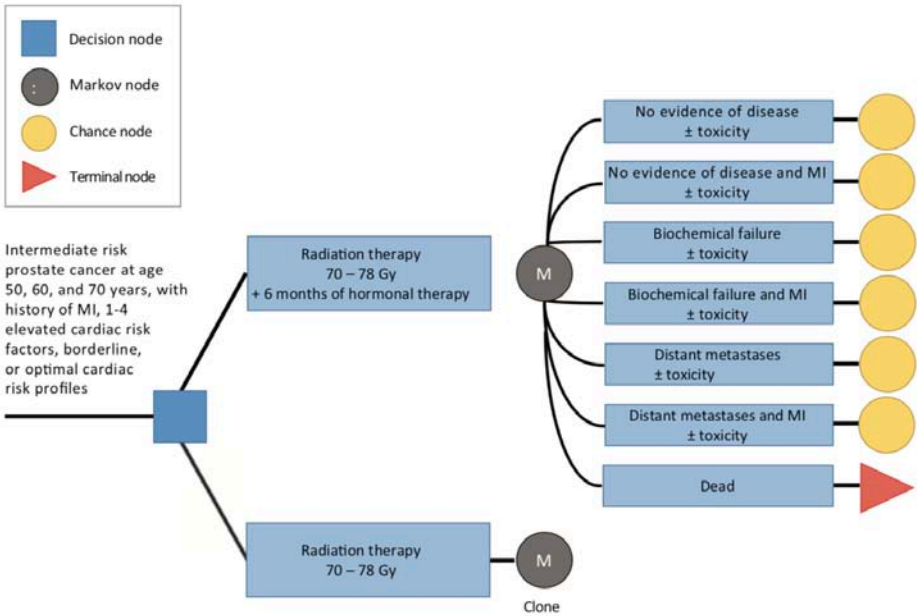 Decision node
:
Markov node
Chance node
Terminal node
Intermediate risk
prostate cancer at age
50, 60, and 70 years, with
history of MI, 1-4
elevated cardiac risk
factors, borderline,
or optimal cardiac
risk profiles
Radiation therapy
70 – 78 Gy
+ 6 months of hormonal therapy
M
No evidence of disease
± toxicity
No evidence of disease and MI
± toxicity
Biochemical failure
± toxicity
Biochemical failure and MI
± toxicity
Distant metastases
± toxicity
Distant metastases and MI
± toxicity
Dead
Radiation therapy
70 – 78 Gy
M
Clone